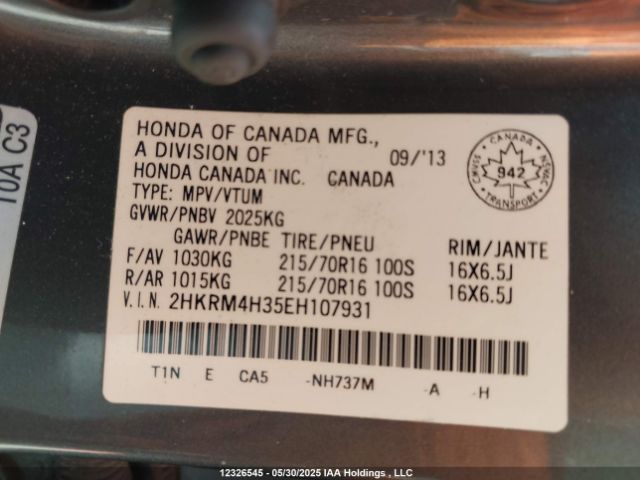 10A C3
HONDA OF CANADA MFG.,
A DIVISION OF 09/'13
HONDA CANADA INC. CANADA
TYPE: MPV/VTUM
GVWR/PNBV 2025KG
GAWR/PNBE TIRE/PNEU RIM/JANTE
F/AV 1030KG 215/70R16 100S 16X6.5J
R/AR 1015KG 215/70R16 100S 16X6.5J
V.I.N. 2HKRM4H35EH107931
T1N E CA5 -NH737M -A -H
CANADA
942
TRANSPORT
CMVSS
NSVAC
12326545 - 05/30/2025 IAA Holdings , LLC